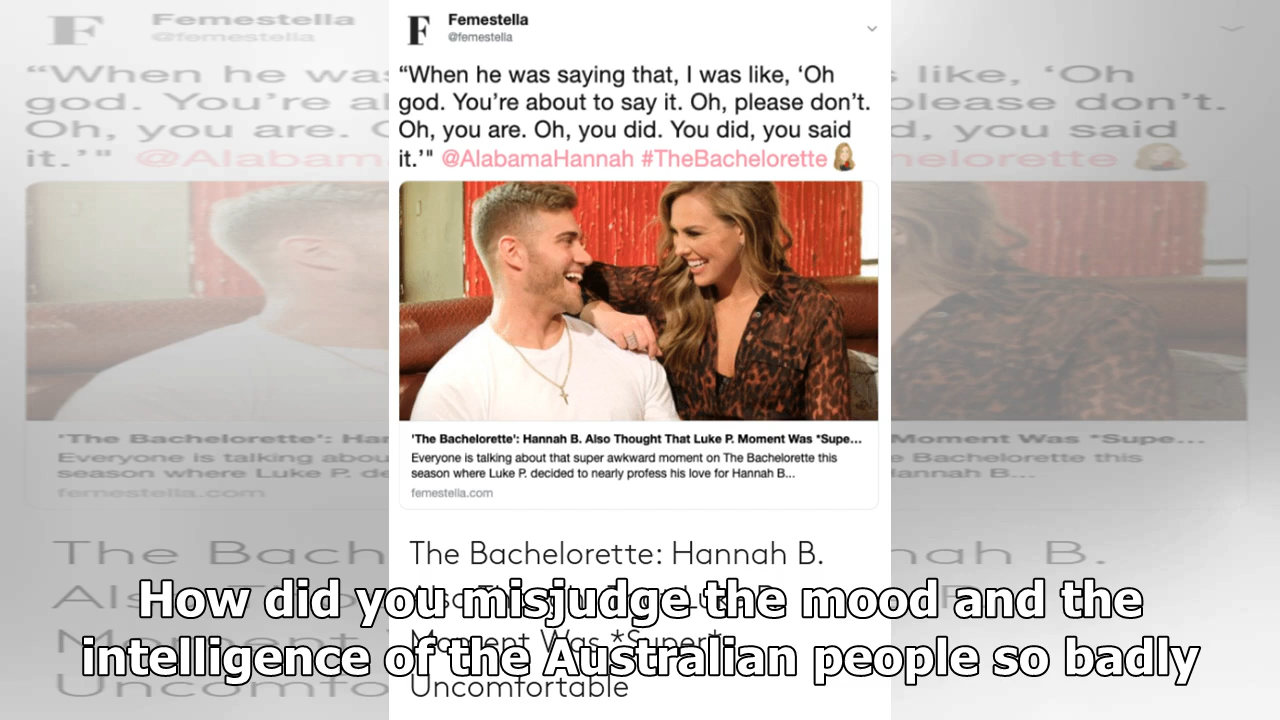 Femestella
@femestella
“When he was saying that, I was like, ‘Oh
god. You’re about to say it. Oh, please don’t.
Oh, you are. Oh, you did. You did, you said
it.’" @AlabamaHannah #TheBachelorette
'The Bachelorette': Hannah B. Also Thought That Luke P. Moment Was *Supe...
Everyone is talking about that super awkward moment on The Bachelorette this
season where Luke P. decided to nearly profess his love for Hannah B...
femestella.com
The Bachelorette: Hannah B.
Moment Was *Super*
Uncomfortable
How did you misjudge the mood and the
intelligence of the Australian people so badly